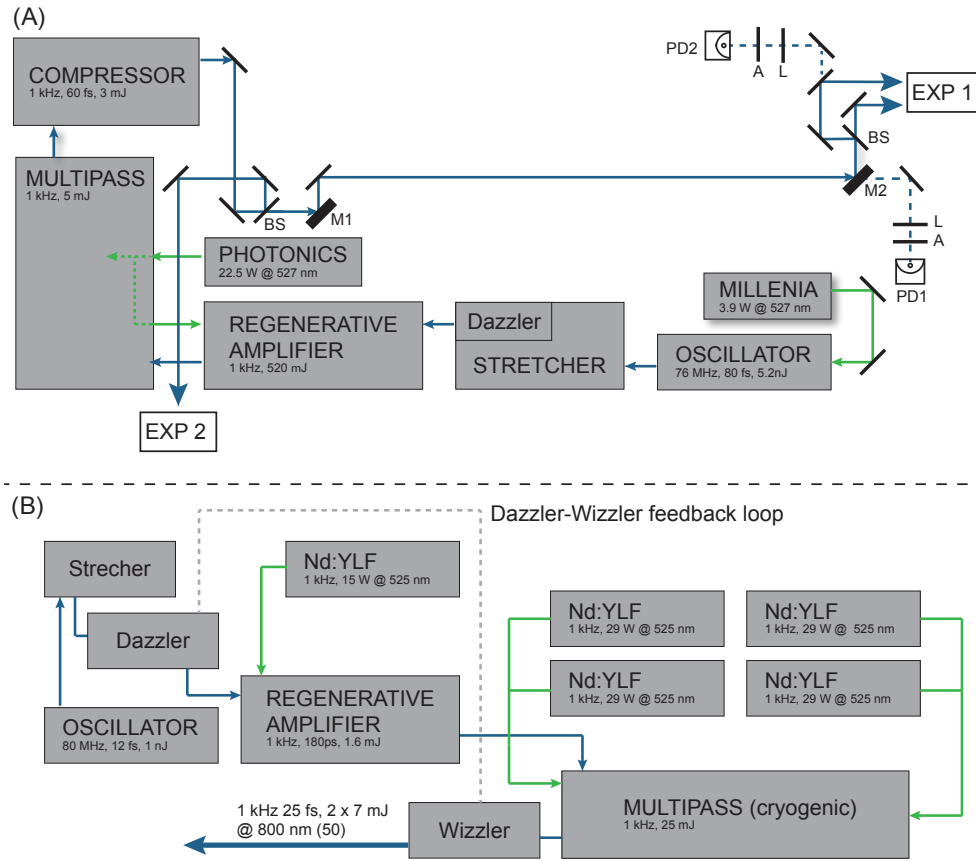 (A)
COMPRESSOR
1 kHz, 60 fs, 3 mJ
PD2
A
L
EXP 1
BS
MULTIPASS
1 kHz, 5 mJ
BS
M1
M2
L
A
PD1
PHOTONICS
22.5 W @ 527 nm
MILLENIA
3.9 W @ 527 nm
REGENERATIVE
AMPLIFIER
1 kHz, 520 mJ
Dazzler
STRETCHER
OSCILLATOR
76 MHz, 80 fs, 5.2nJ
EXP 2
(B)
Dazzler-Wizzler feedback loop
Strecher
Nd:YLF
1 kHz, 15 W @ 525 nm
Dazzler
Nd:YLF
1 kHz, 29 W @ 525 nm
Nd:YLF
1 kHz, 29 W @  525 nm
Nd:YLF
1 kHz, 29 W @ 525 nm
Nd:YLF
1 kHz, 29 W @ 525 nm
OSCILLATOR
80 MHz, 12 fs, 1 nJ
REGENERATIVE
AMPLIFIER
1 kHz, 180ps, 1.6 mJ
MULTIPASS (cryogenic)
1 kHz, 25 mJ
1 kHz 25 fs, 2 x 7 mJ
@ 800 nm (50)
Wizzler